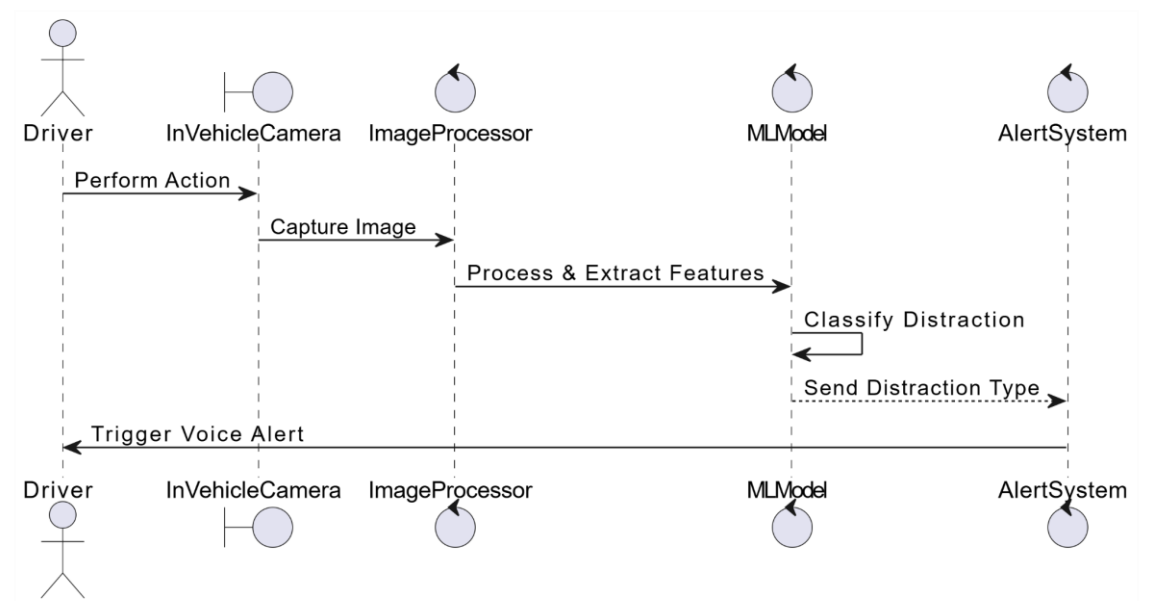 Driver InVehicleCamera ImageProcessor MLModel AlertSystem
Perform Action
Capture Image
Process & Extract Features
Classify Distraction
Send Distraction Type
Trigger Voice Alert
Driver InVehicleCamera ImageProcessor MLModel AlertSystem